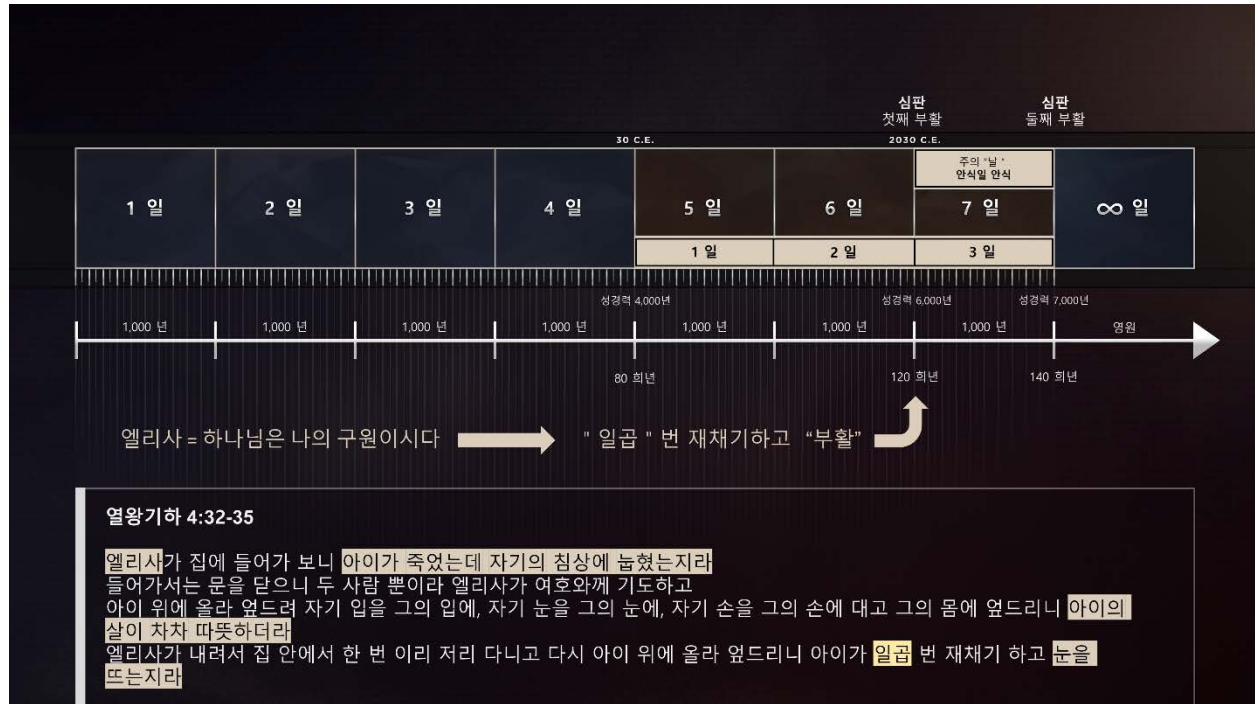 심판
첫째 부활
심판
둘째 부활
30 C.E.
2030 C.E.
주의 "날"
안식일 안식
1 일
2 일
3 일
4 일
5 일
6 일
7 일
∞ 일
1 일
2 일
3 일
성경력 4,000년
성경력 6,000년
성경력 7,000년
1,000 년
1,000 년
1,000 년
1,000 년
1,000 년
1,000 년
1,000 년
영원
80 희년
120 희년
140 희년
엘리사 = 하나님은 나의 구원이시다
" 일곱 " 번 재채기하고 “부활”
열왕기하 4:32-35
엘리사가 집에 들어가 보니 아이가 죽었는데 자기의 침상에 눕혔는지라
들어가서는 문을 닫으니 두 사람 뿐이라 엘리사가 여호와께 기도하고
아이 위에 올라 엎드려 자기 입을 그의 입에, 자기 눈을 그의 눈에, 자기 손을 그의 손에 대고 그의 몸에 엎드리니 아이의
살이 차차 따뜻하더라
엘리사가 내려서 집 안에서 한 번 이리 저리 다니고 다시 아이 위에 올라 엎드리니 아이가 일곱 번 재채기 하고 눈을
뜨는지라